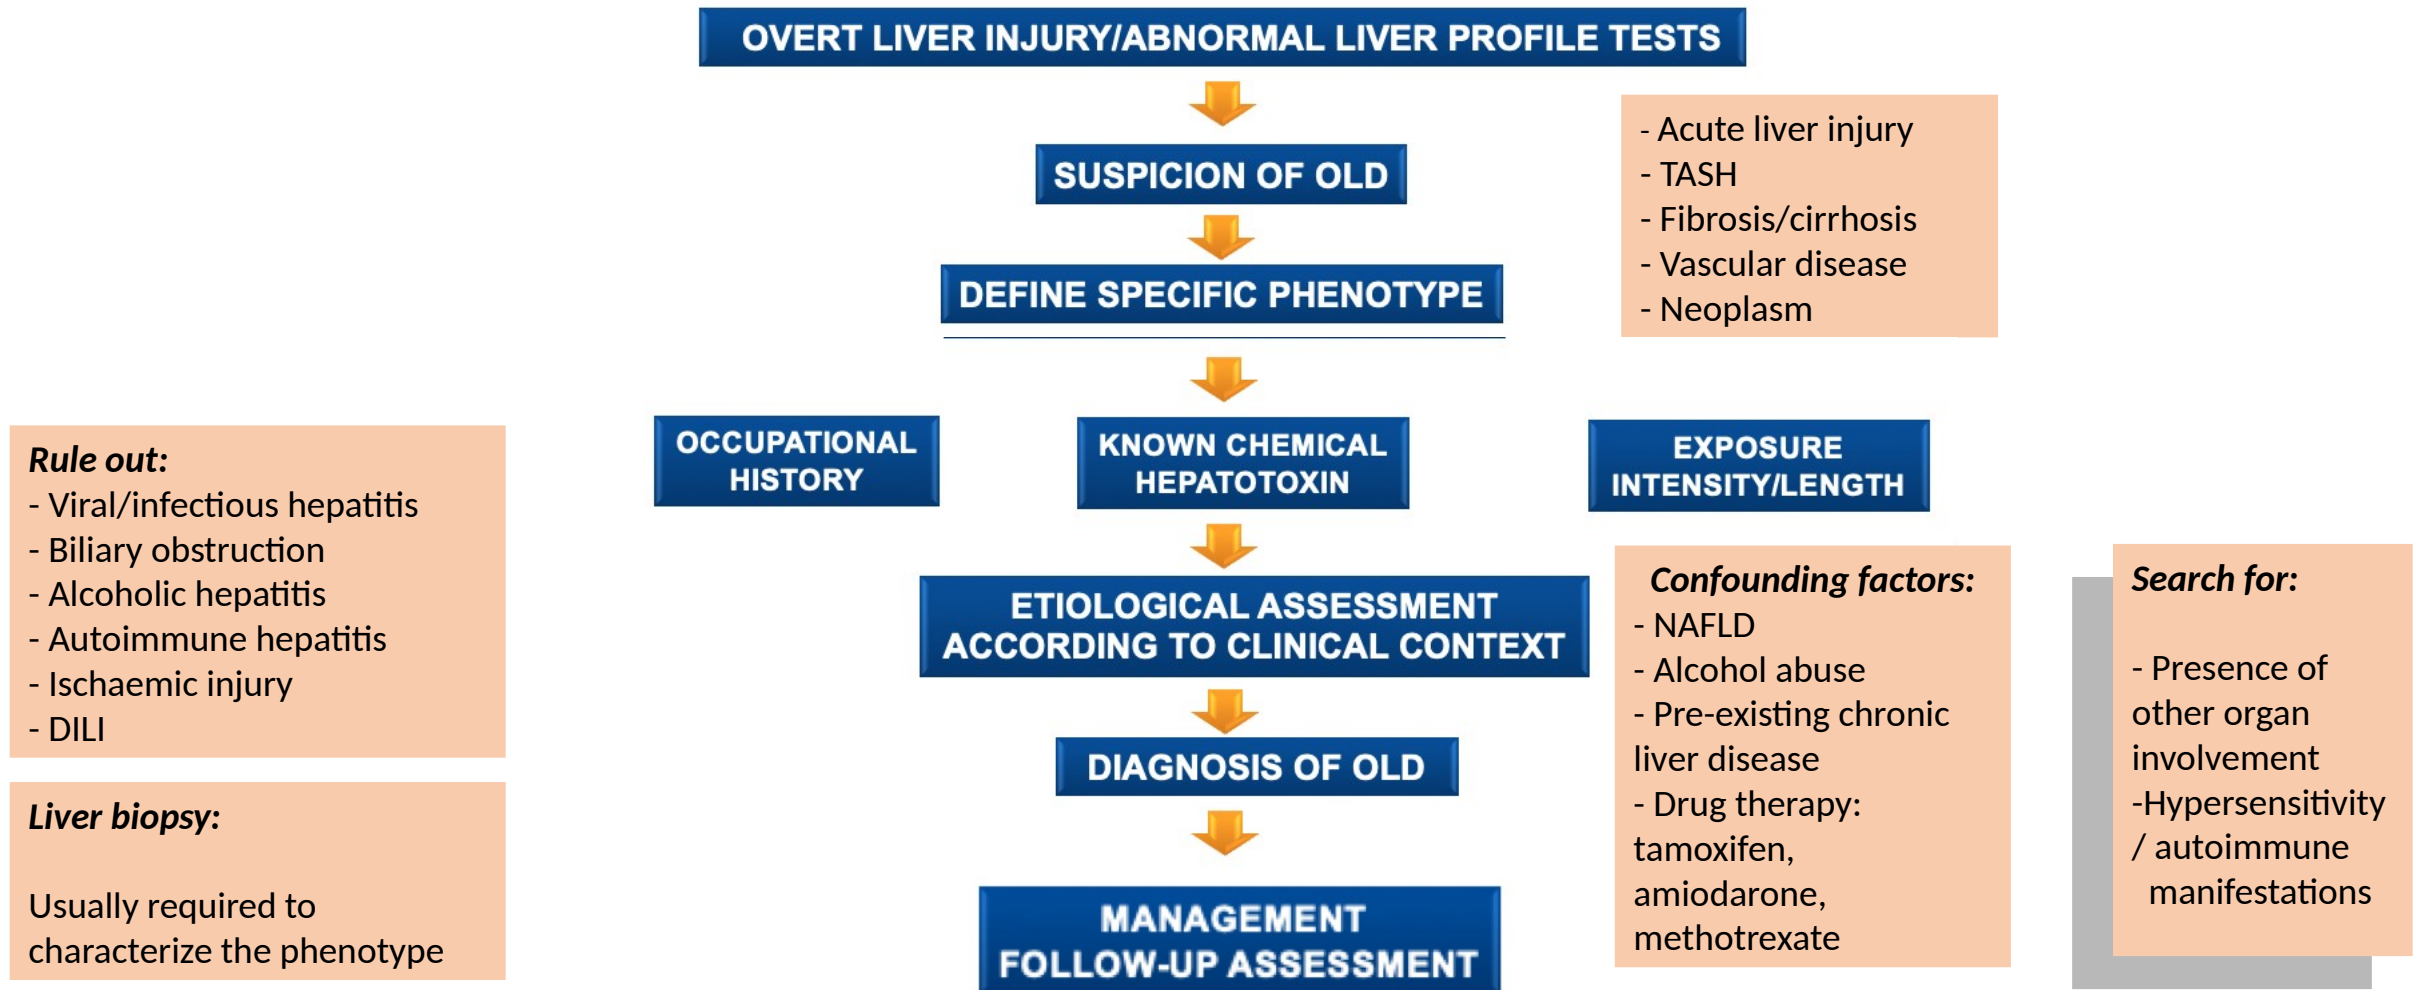 OVERT LIVER INJURY/ABNORMAL LIVER PROFILE TESTS
SUSPICION OF OLD
- Acute liver injury
- TASH
- Fibrosis/cirrhosis
- Vascular disease
- Neoplasm
DEFINE SPECIFIC PHENOTYPE
OCCUPATIONAL
HISTORY
KNOWN CHEMICAL
HEPATOTOXIN
EXPOSURE
INTENSITY/LENGTH
Rule out:
- Viral/infectious hepatitis
- Biliary obstruction
- Alcoholic hepatitis
- Autoimmune hepatitis
- Ischaemic injury
- DILI
ETIOLOGICAL ASSESSMENT
ACCORDING TO CLINICAL CONTEXT
Confounding factors:
- NAFLD
- Alcohol abuse
- Pre-existing chronic
liver disease
- Drug therapy:
tamoxifen,
amiodarone,
methotrexate
Search for:
- Presence of
other organ
involvement
-Hypersensitivity
/ autoimmune
manifestations
DIAGNOSIS OF OLD
Liver biopsy:
Usually required to
characterize the phenotype
MANAGEMENT
FOLLOW-UP ASSESSMENT